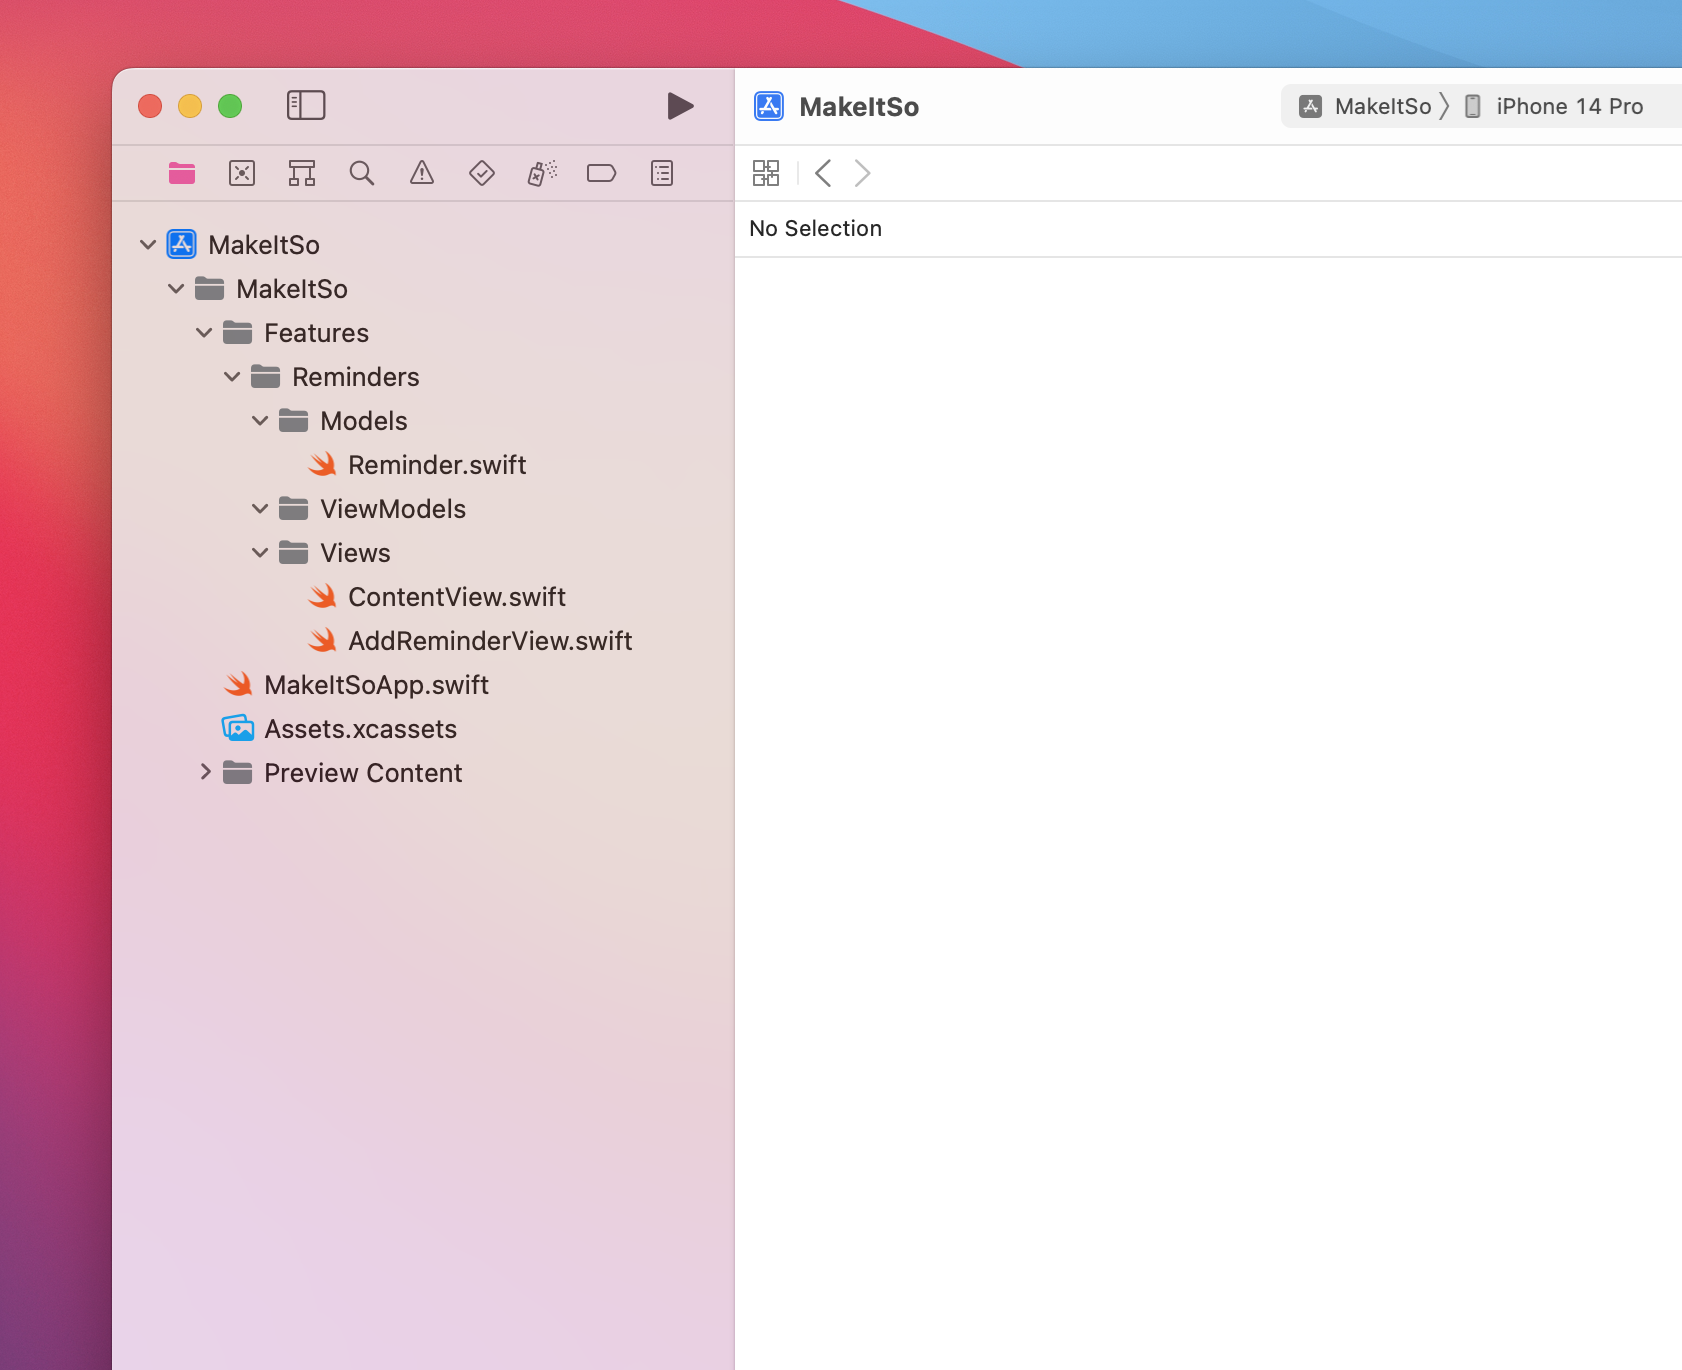 MakeItSo
MakeItSo
iPhone 14 Pro
No Selection
MakeItSo
MakeItSo
Features
Reminders
Models
Reminder.swift
ViewModels
Views
ContentView.swift
AddReminderView.swift
MakeItSoApp.swift
Assets.xcassets
Preview Content